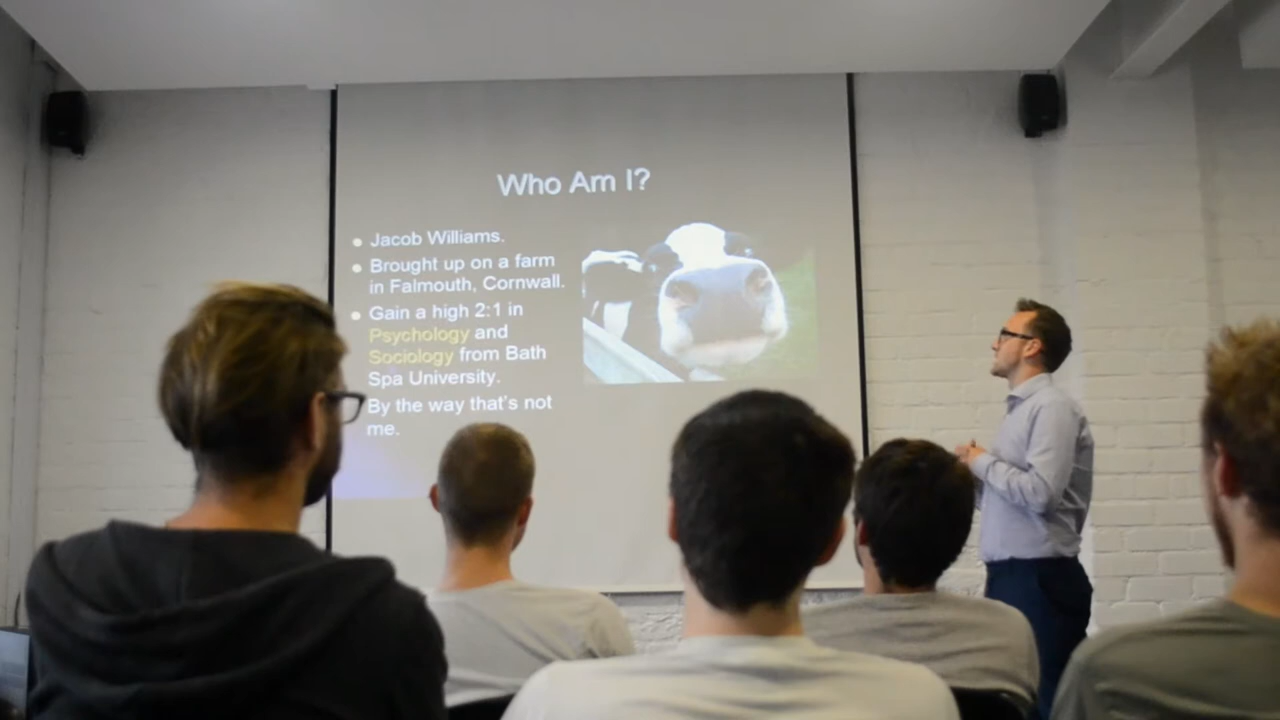 Who Am I?
Jacob Williams.
Brought up on a farm
in Falmouth, Cornwall.
Gain a high 2:1 in
Psychology and
Sociology from Bath
Spa University.
By the way that's not
me.